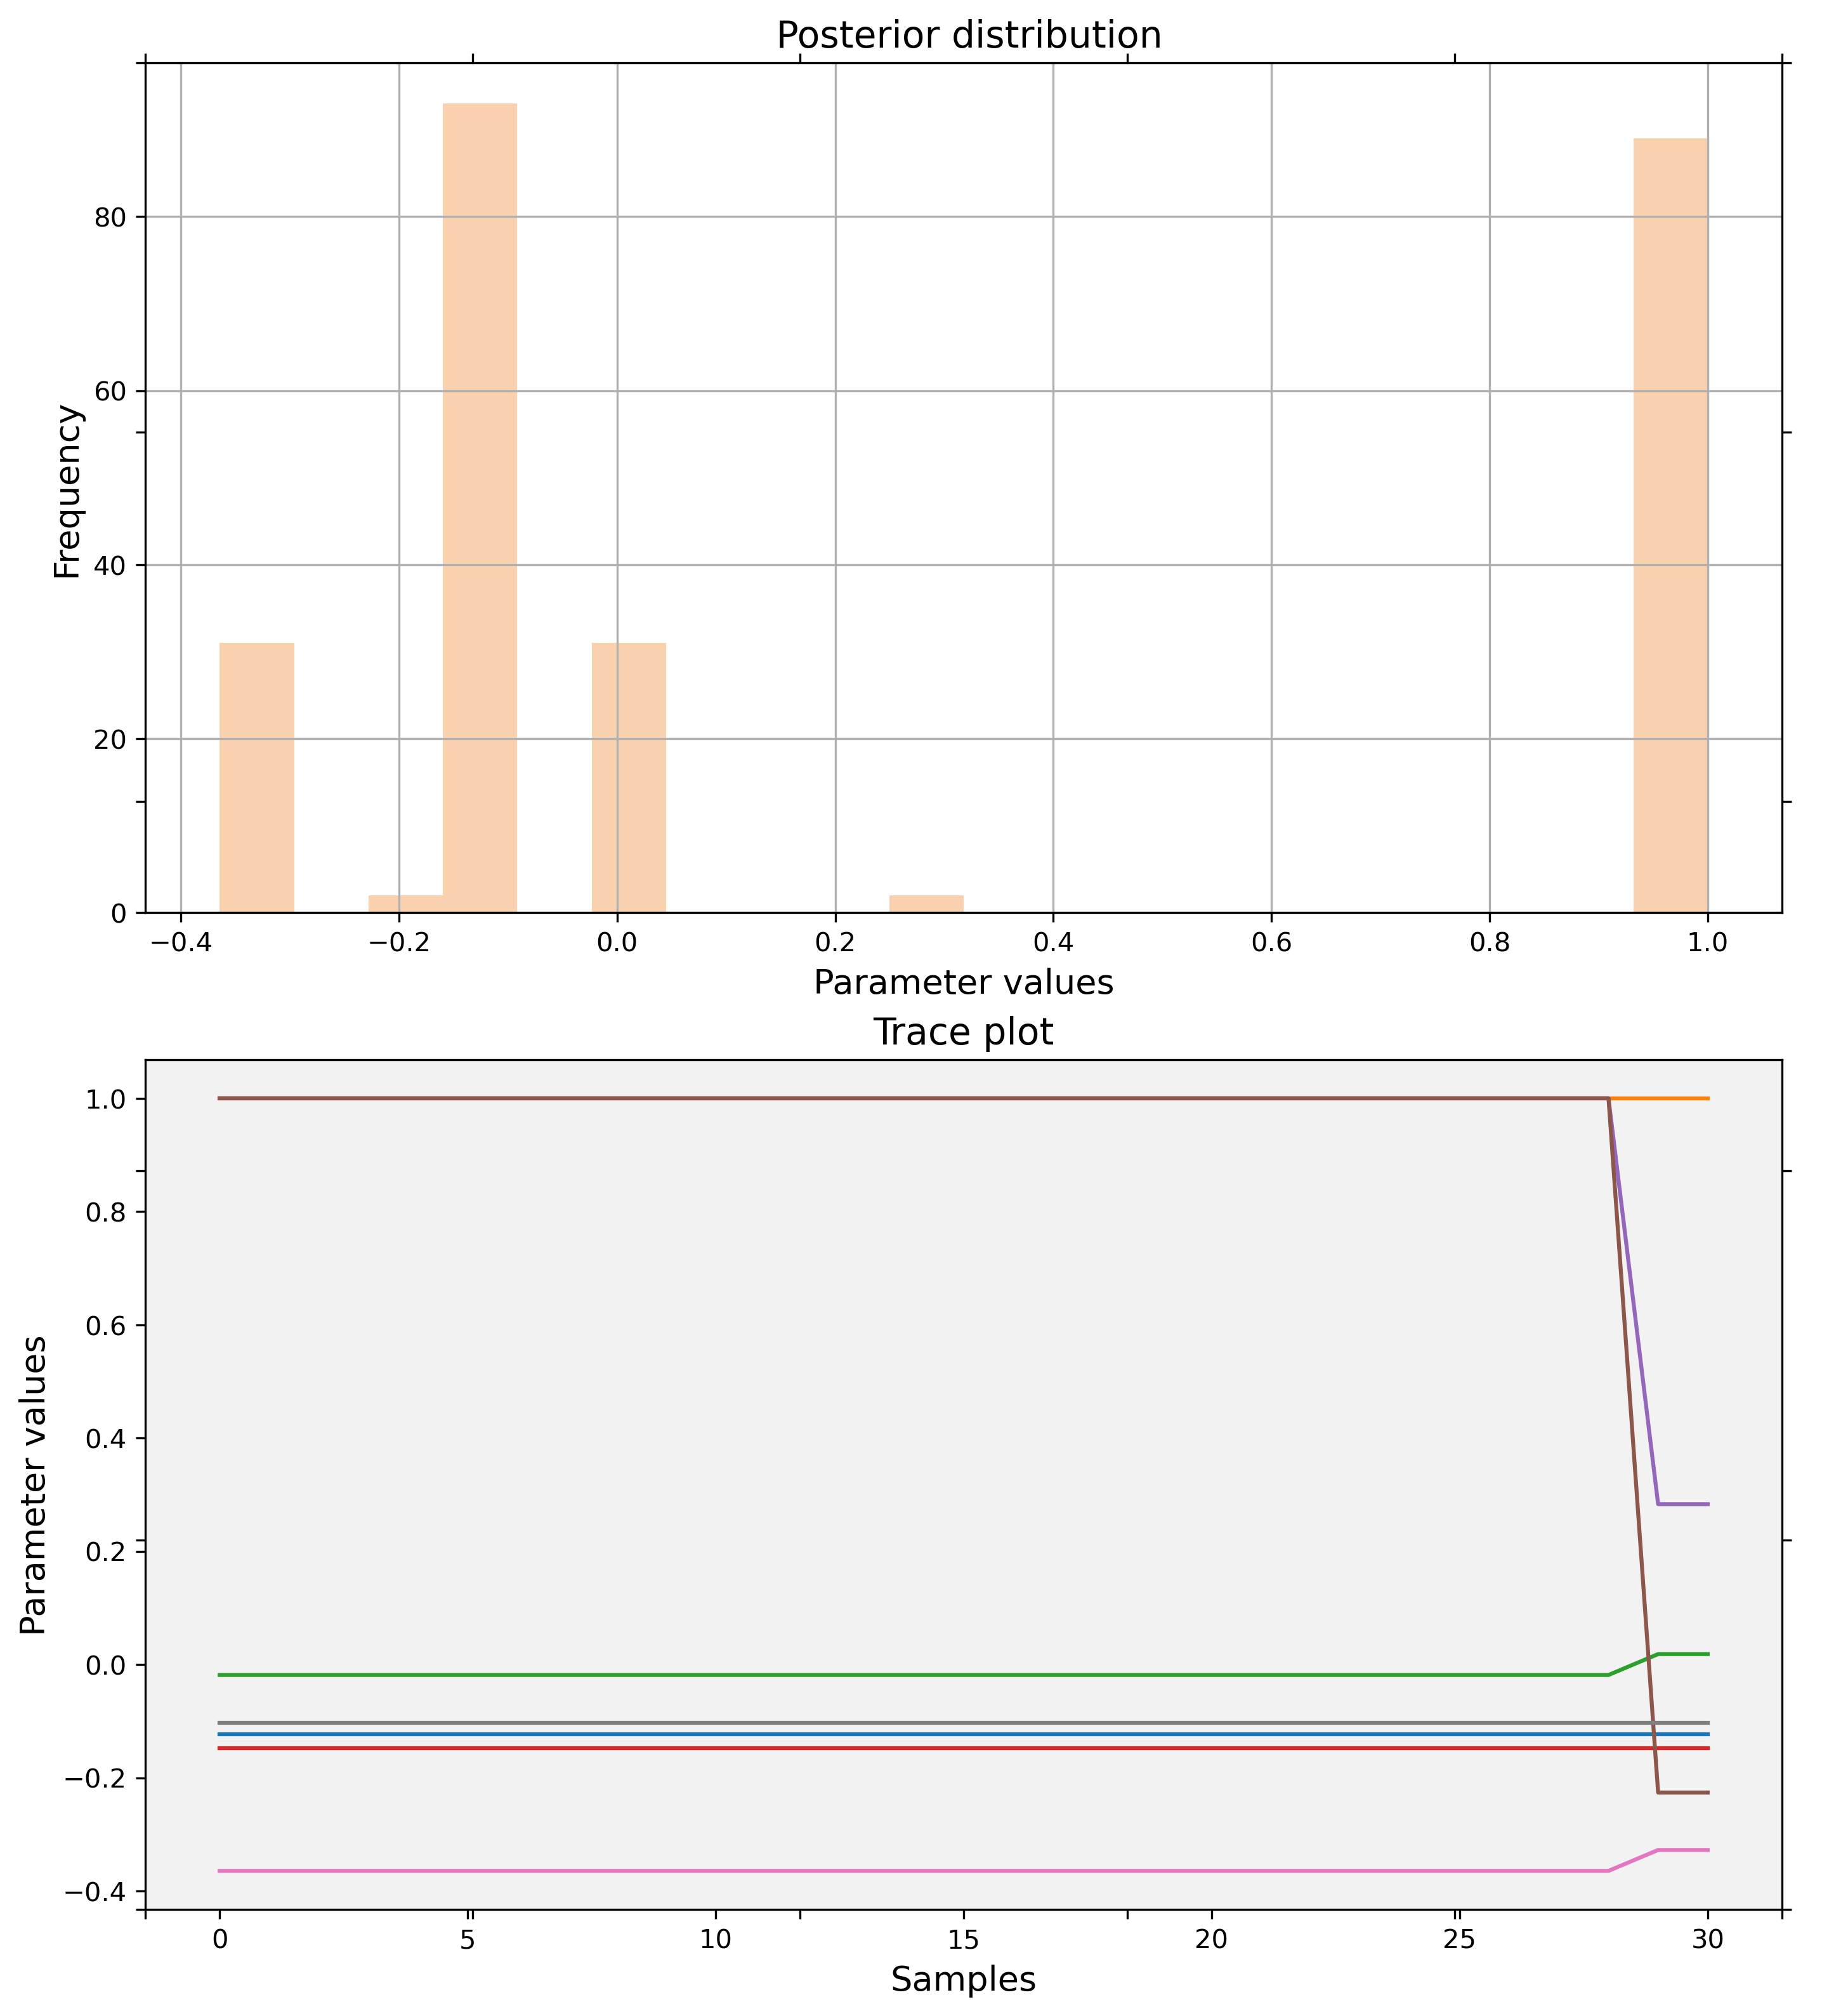 Posterior distribution
Frequency
80
60
40
20
0
−0.4 −0.2 0.0 0.2 0.4 0.6 0.8 1.0
Parameter values
Trace plot
Parameter values
1.0
0.8
0.6
0.4
0.2
0.0
−0.2
−0.4
0 5 10 15 20 25 30
Samples